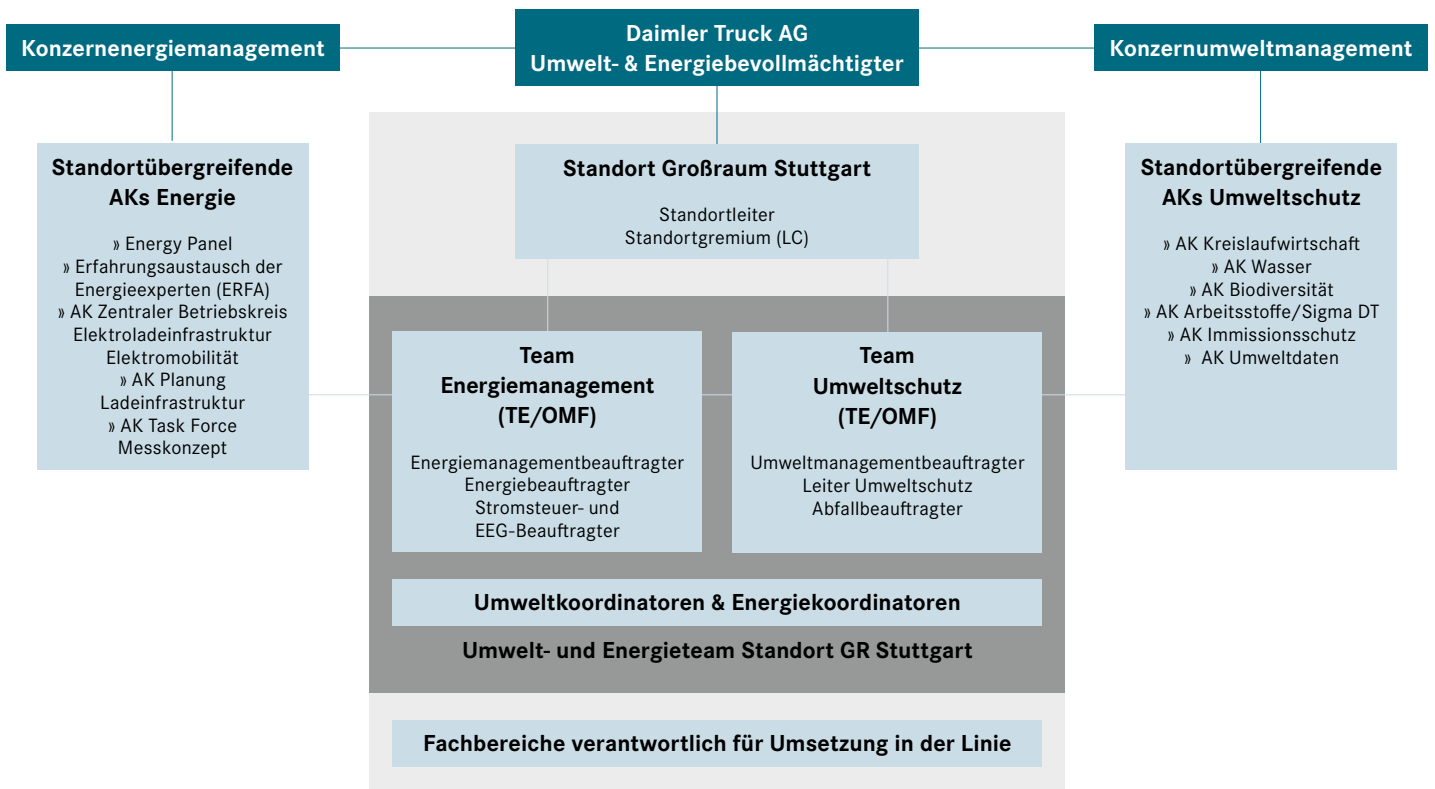 Konzernenergiemanagement
Daimler Truck AG
Umwelt- & Energiebevollmächtigter
Konzernumweltmanagement
Standortübergreifende
AKs Energie
» Energy Panel
» Erfahrungsaustausch der
Energieexperten (ERFA)
» AK Zentraler Betriebskreis
Elektroladeinfrastruktur
Elektromobilität
» AK Planung
Ladeinfrastruktur
» AK Task Force
Messkonzept
Standort Großraum Stuttgart
Standortleiter
Standortgremium (LC)
Standortübergreifende
AKs Umweltschutz
» AK Kreislaufwirtschaft
» AK Wasser
» AK Biodiversität
» AK Arbeitsstoffe/Sigma DT
» AK Immissionsschutz
» AK Umweltdaten
Team
Energiemanagement
(TE/OMF)
Energiemanagementbeauftragter
Energiebeauftragter
Stromsteuer- und
EEG-Beauftragter
Team
Umweltschutz
(TE/OMF)
Umweltmanagementbeauftragter
Leiter Umweltschutz
Abfallbeauftragter
Umweltkoordinatoren & Energiekoordinatoren
Umwelt- und Energieteam Standort GR Stuttgart
Fachbereiche verantwortlich für Umsetzung in der Linie